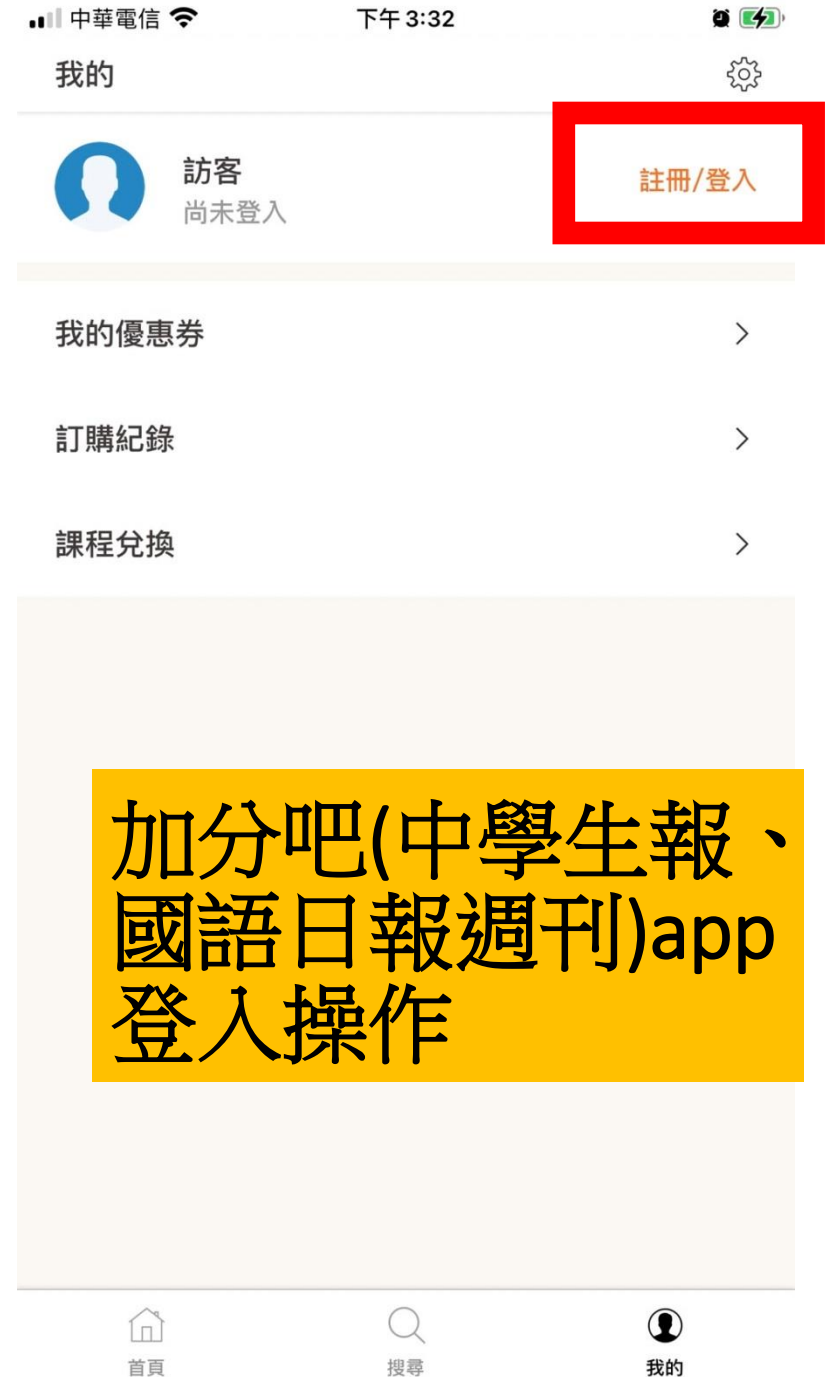 中華電信 下午 3:32
我的
訪客
尚未登入
註冊/登入
我的優惠券
訂購紀錄
課程兌換
加分吧(中學生報、
國語日報週刊)app
登入操作
首頁 搜尋 我的